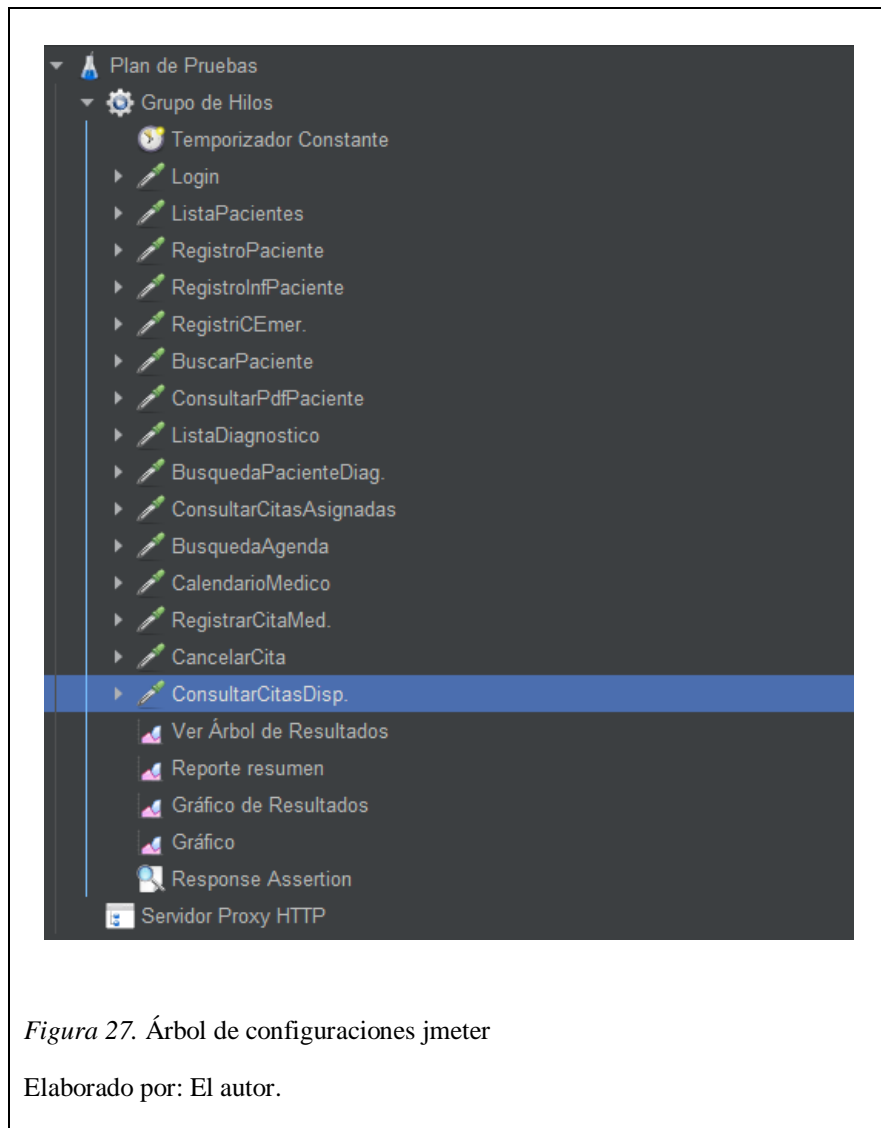 Plan de Pruebas
Grupo de Hilos
Temporizador Constante
Login
ListaPacientes
RegistroPaciente
RegistroInfPaciente
RegistriCEmer.
BuscarPaciente
ConsultarPdfPaciente
ListaDiagnostico
BusquedaPacienteDiag.
ConsultarCitasAsignadas
BusquedaAgenda
CalendarioMedico
RegistrarCitaMed.
CancelarCita
ConsultarCitasDisp.
Ver Árbol de Resultados
Reporte resumen
Gráfico de Resultados
Gráfico
Response Assertion
Servidor Proxy HTTP
Figura 27. Árbol de configuraciones jmeter
Elaborado por: El autor.